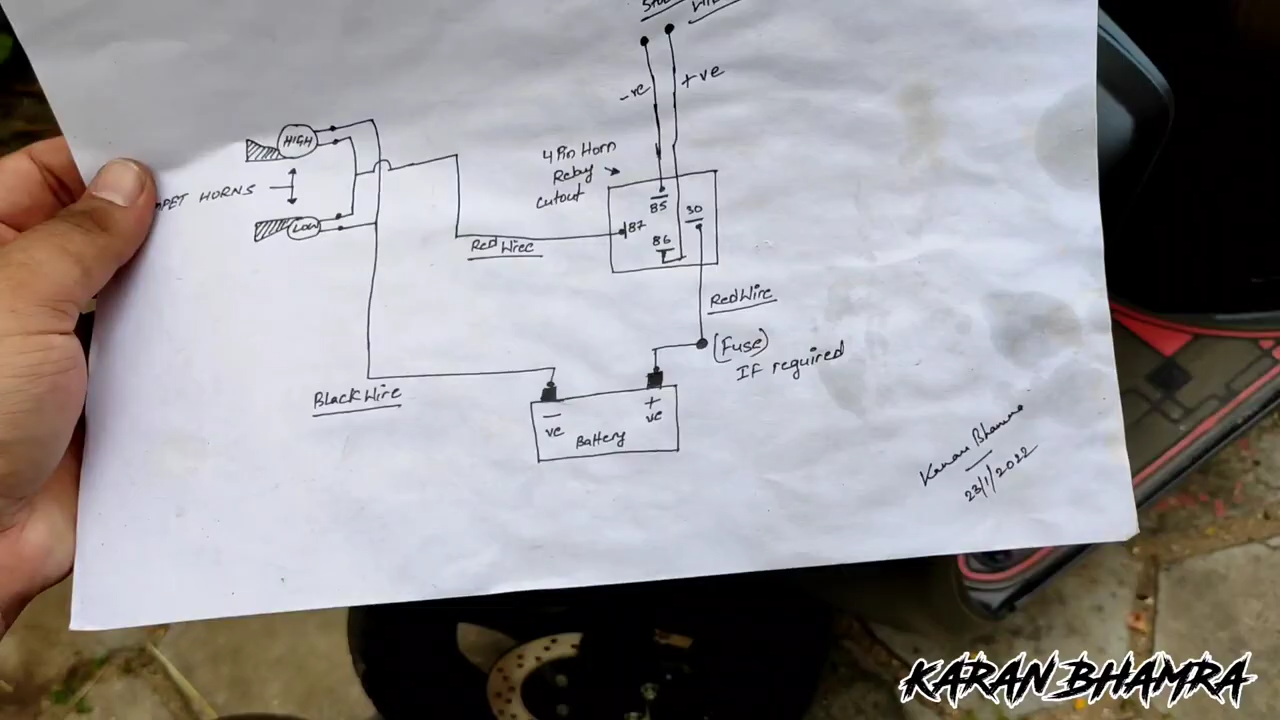 -ve
+ve
HIGH
4 Pin Horn
Relay
cutout
HORNS
LOW
85
30
87
86
Red Wire
Red Wire
(Fuse)
IF required
Black Wire
- +
ve ve
Battery
Karan Bhamra
23/1/2022
KARAN BHAMRA